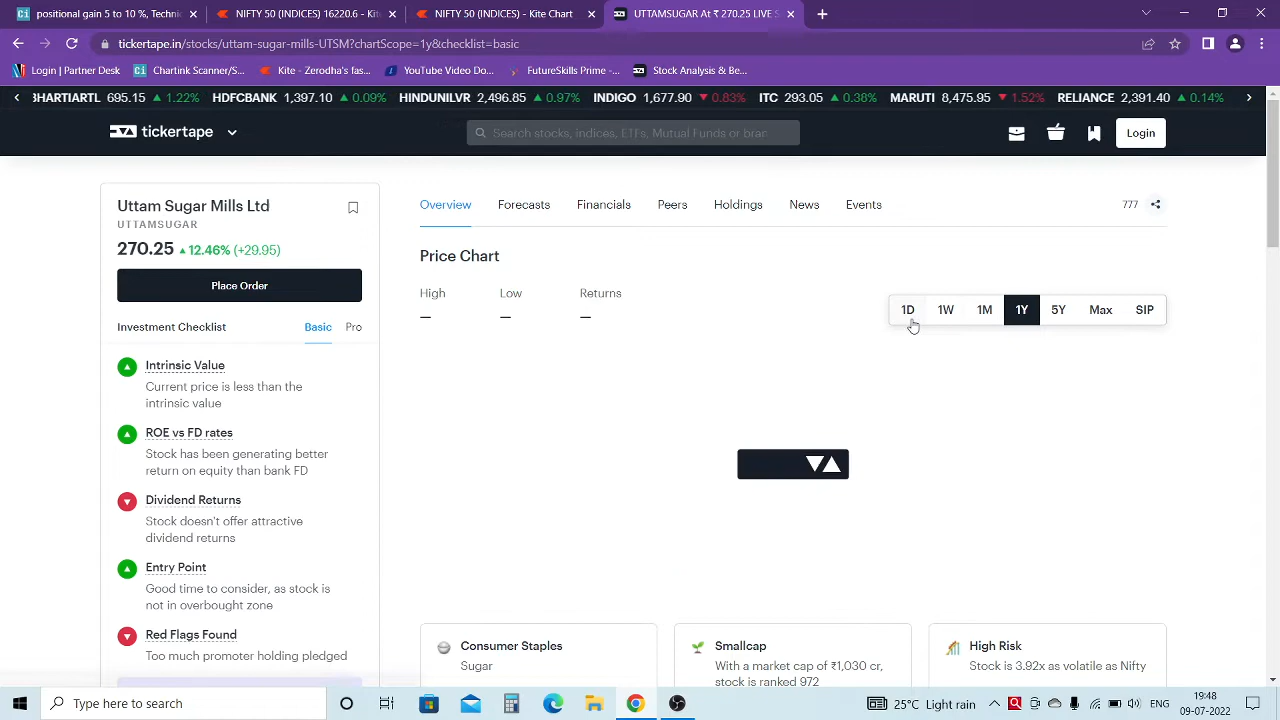 positional gain 5 to 10 %, Technic
NIFTY 50 (INDICES) 16220.6 - Kite
NIFTY 50 (INDICES) - Kite Chart
UTTAMSUGAR At ₹ 270.25 LIVE S
tickertape.in/stocks/uttam-sugar-mills-UTSM?chartScope=1y&checklist=basic
Login | Partner Desk
Chartink Scanner/S...
Kite - Zerodha's fas...
YouTube Video Do...
FutureSkills Prime -...
Stock Analysis & Be...
BHARTIARTL 695.15 ▲ 1.22% HDFCBANK 1,397.10 ▲ 0.09% HINDUNILVR 2,496.85 ▲ 0.97% INDIGO 1,677.90 ▼ 0.83% ITC 293.05 ▲ 0.38% MARUTI 8,475.95 ▼ 1.52% RELIANCE 2,391.40 ▲ 0.14%
tickertape
Search stocks, indices, ETFs, Mutual Funds or bran
Login
Uttam Sugar Mills Ltd
UTTAMSUGAR
270.25 ▲ 12.46% (+29.95)
Place Order
Investment Checklist
Basic
Pro
Intrinsic Value
Current price is less than the
intrinsic value
ROE vs FD rates
Stock has been generating better
return on equity than bank FD
Dividend Returns
Stock doesn't offer attractive
dividend returns
Entry Point
Good time to consider, as stock is
not in overbought zone
Red Flags Found
Too much promoter holding pledged
Overview
Forecasts
Financials
Peers
Holdings
News
Events
777
Price Chart
High
Low
Returns
—
—
—
1D
1W
1M
1Y
5Y
Max
SIP
Consumer Staples
Sugar
Smallcap
With a market cap of ₹1,030 cr,
stock is ranked 972
High Risk
Stock is 3.92x as volatile as Nifty
Type here to search
25°C Light rain
ENG
19:48
09-07-2022